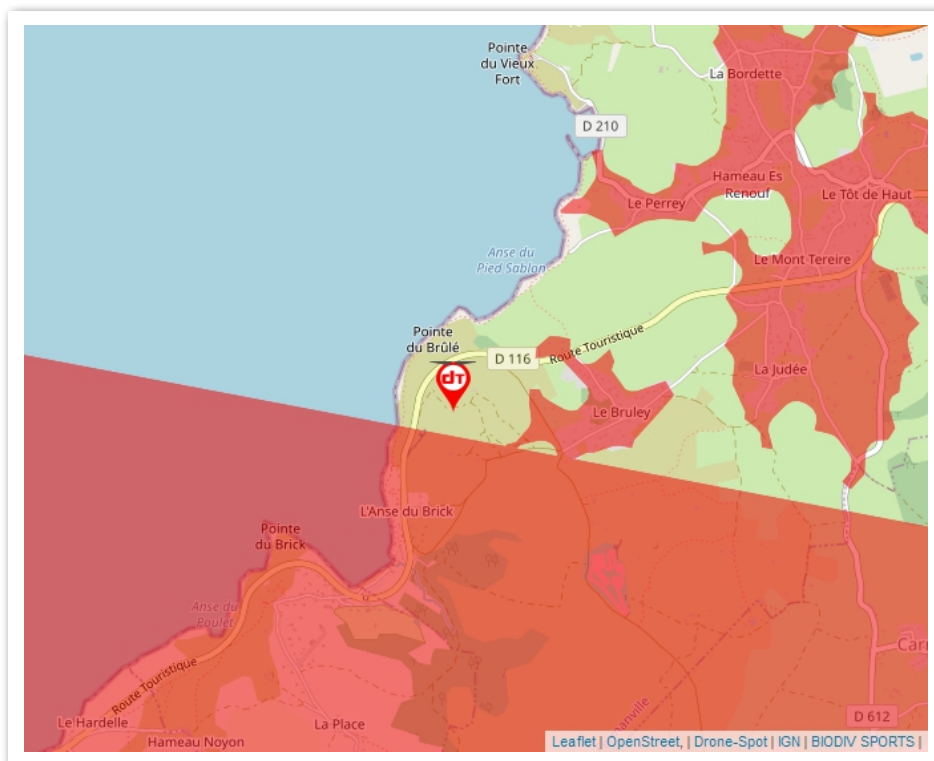 Pointe
du Vieux
Fort
La Bordette
D 210
Hameau Es
Renouf
Le Tôt de Haut
Le Perrey
Anse du
Pied Sablon
Le Mont Tereire
Pointe
du Brûlé
D 116
Route Touristique
dT
La Judée
Le Bruley
L'Anse du Brick
Pointe
du Brick
Anse du
Poulet
Route Touristique
Carn
anville
Le Hardelle
La Place
D 612
Hameau Noyon
Leaflet | OpenStreet, | Drone-Spot | IGN | BIODIV SPORTS |